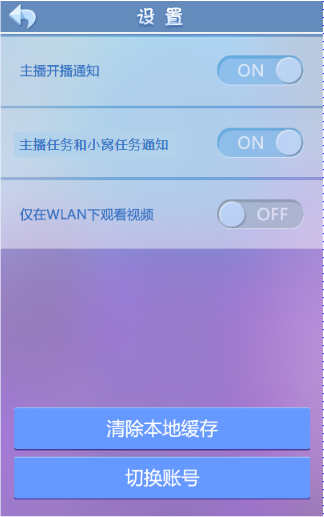 设 置
主播开播通知
ON
主播任务和小窝任务通知
ON
仅在WLAN下观看视频
OFF
清除本地缓存
切换账号